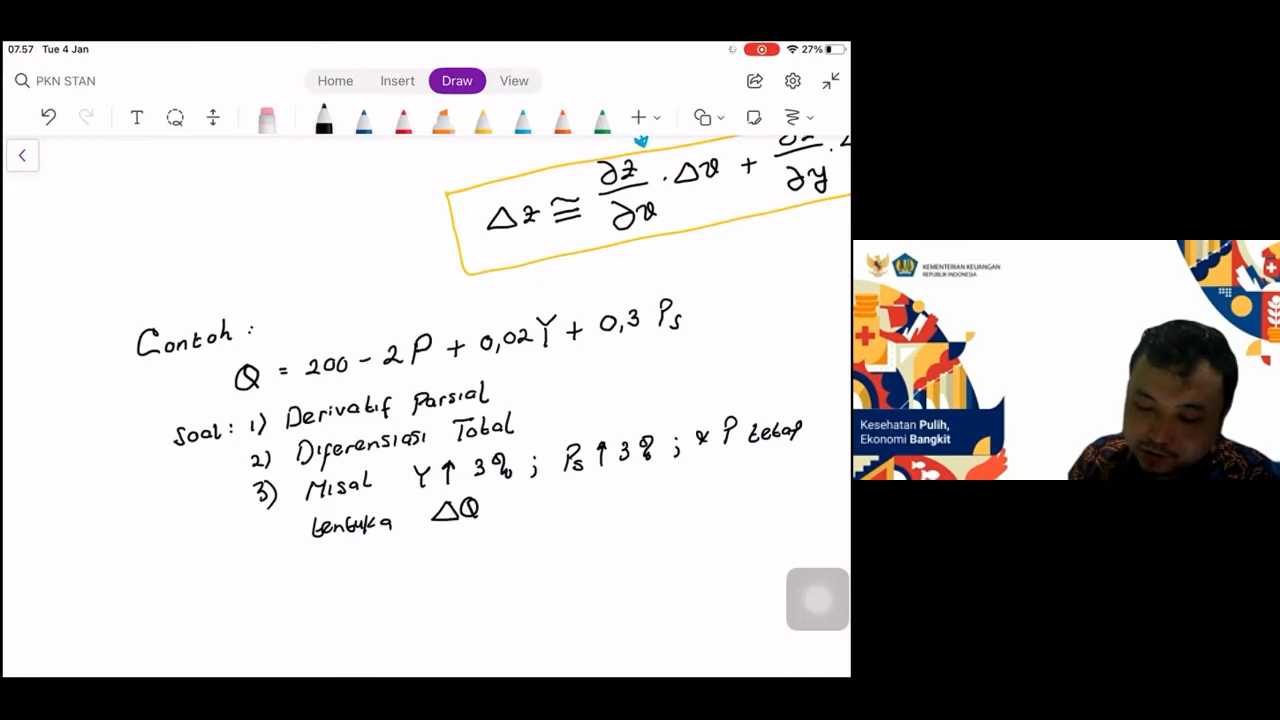 07.57 Tue 4 Jan
27%
PKN STAN
Home Insert Draw View
Δz ≅ ∂z/∂x . Δx + ∂z/∂y . Δ
Contoh :
Q = 200 - 2P + 0,02Y + 0,3 Ps
Soal : 1) Derivatif Parsial
2) Diferensiasi Total
3) Misal Y ↑ 3% ; Ps ↑ 3% ; & P tetap
tentuka ΔQ
KEMENTERIAN KEUANGAN
REPUBLIK INDONESIA
Kesehatan Pulih,
Ekonomi Bangkit